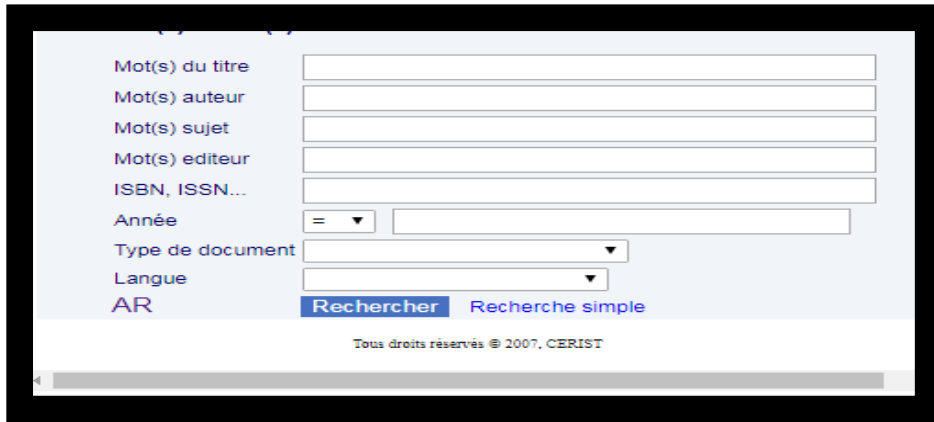 Mot(s) du titre
Mot(s) auteur
Mot(s) sujet
Mot(s) editeur
ISBN, ISSN...
Année = 
Type de document
Langue
AR Rechercher Recherche simple
Tous droits réservés © 2007, CERIST